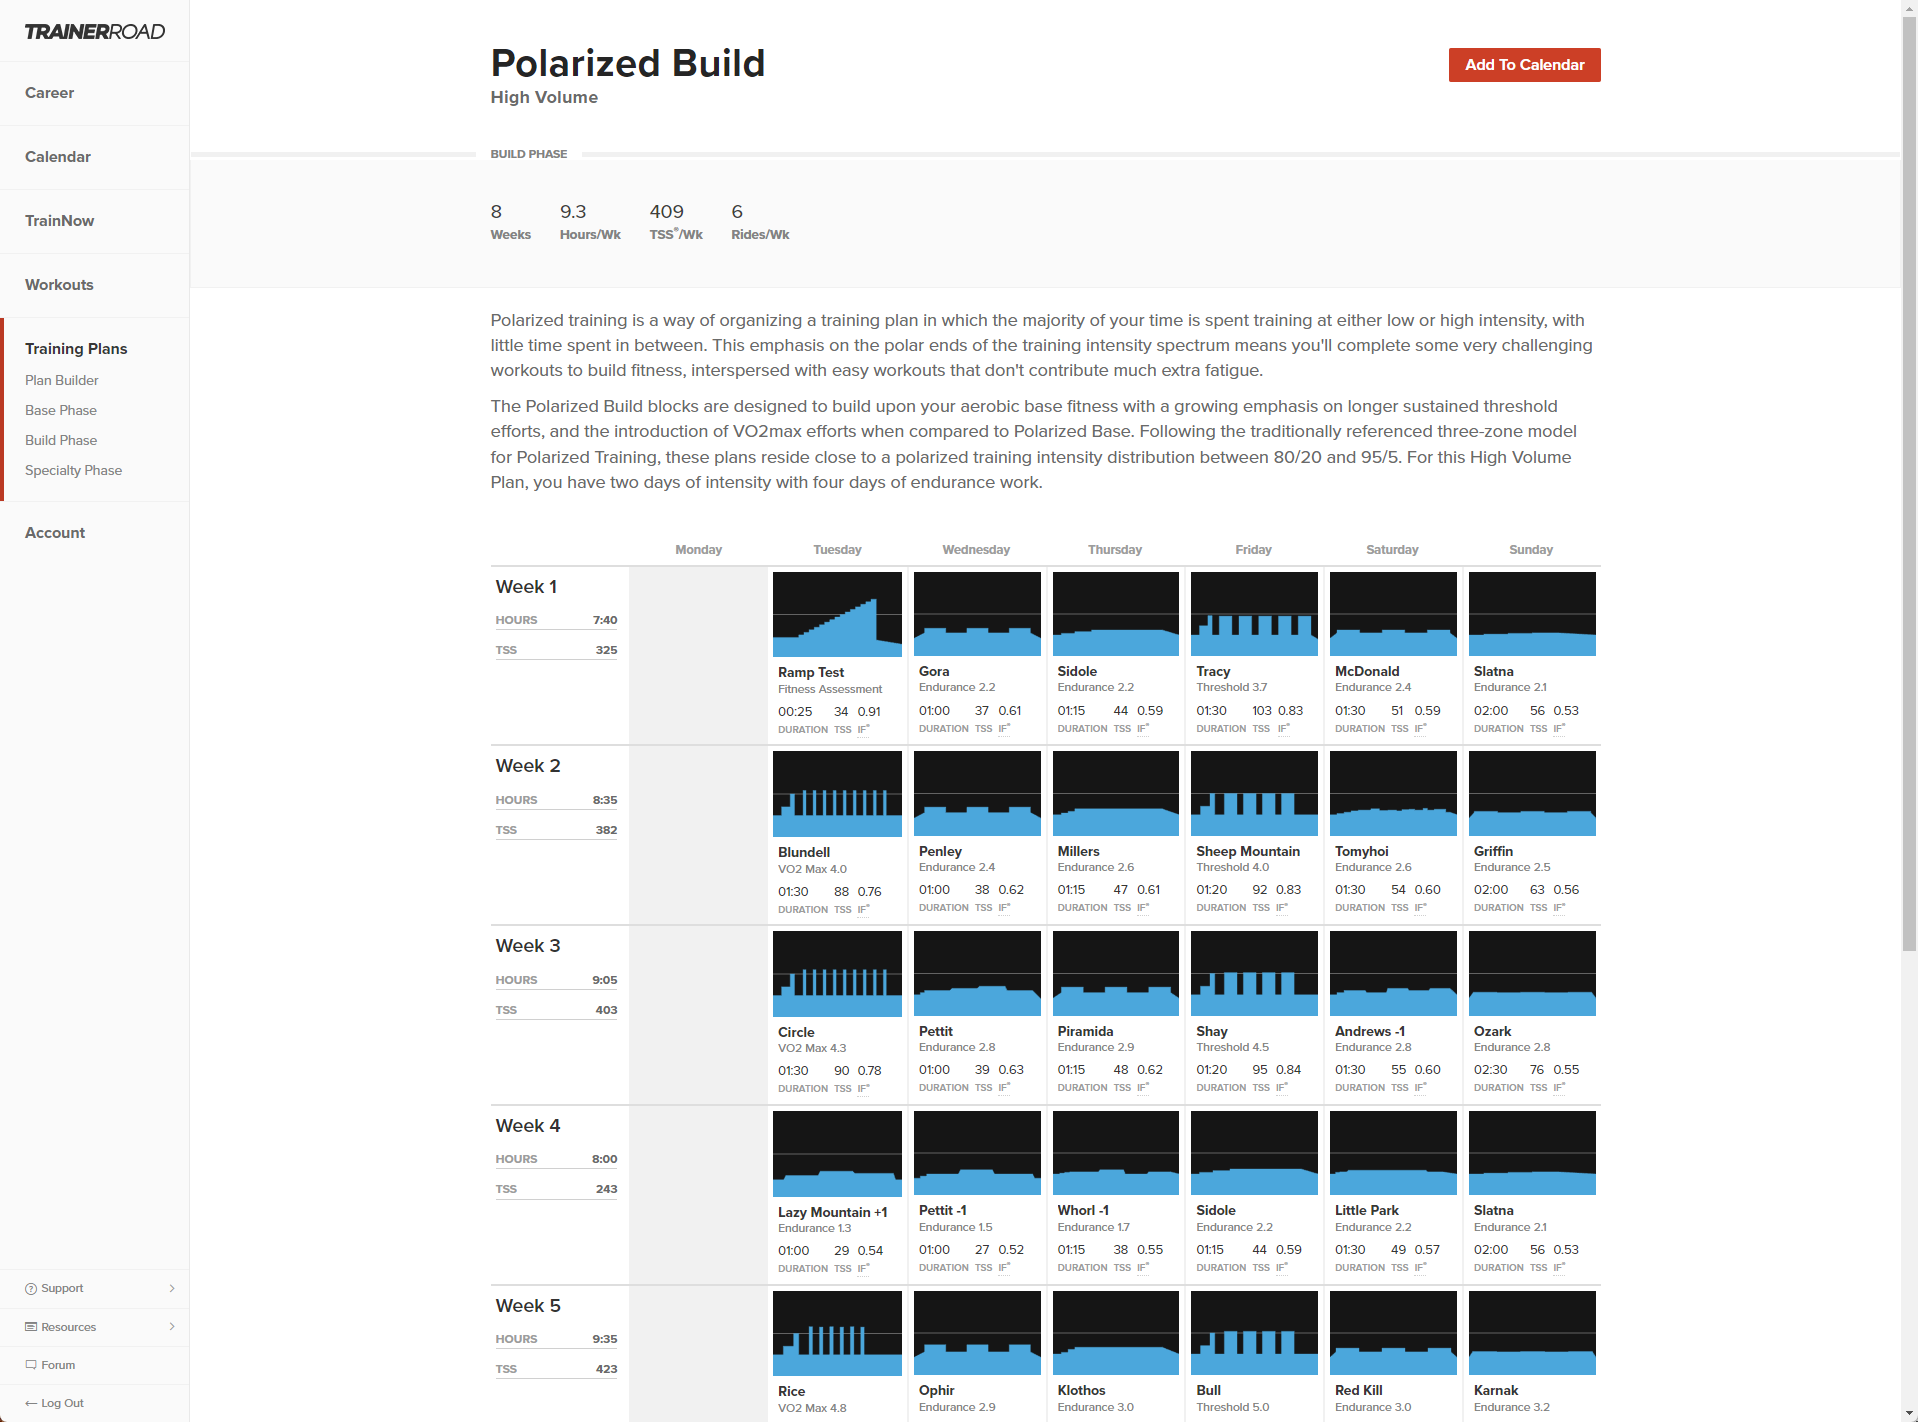 TRAINERROAD
Career
Calendar
TrainNow
Workouts
Training Plans
Plan Builder
Base Phase
Build Phase
Specialty Phase
Account
Support
Resources
Forum
Log Out
Polarized Build
High Volume
Add To Calendar
BUILD PHASE
8 9.3 409 6
Weeks Hours/Wk TSS®/Wk Rides/Wk
Polarized training is a way of organizing a training plan in which the majority of your time is spent training at either low or high intensity, with
little time spent in between. This emphasis on the polar ends of the training intensity spectrum means you'll complete some very challenging
workouts to build fitness, interspersed with easy workouts that don't contribute much extra fatigue.
The Polarized Build blocks are designed to build upon your aerobic base fitness with a growing emphasis on longer sustained threshold
efforts, and the introduction of VO2max efforts when compared to Polarized Base. Following the traditionally referenced three-zone model
for Polarized Training, these plans reside close to a polarized training intensity distribution between 80/20 and 95/5. For this High Volume
Plan, you have two days of intensity with four days of endurance work.
Monday Tuesday Wednesday Thursday Friday Saturday Sunday
Week 1
HOURS 7:40
TSS 325
Ramp Test Gora Sidole Tracy McDonald Slatna
Fitness Assessment Endurance 2.2 Endurance 2.2 Threshold 3.7 Endurance 2.4 Endurance 2.1
00:25 34 0.91 01:00 37 0.61 01:15 44 0.59 01:30 103 0.83 01:30 51 0.59 02:00 56 0.53
DURATION TSS IF® DURATION TSS IF® DURATION TSS IF® DURATION TSS IF® DURATION TSS IF® DURATION TSS IF®
Week 2
HOURS 8:35
TSS 382
Blundell Penley Millers Sheep Mountain Tomyhoi Griffin
VO2 Max 4.0 Endurance 2.4 Endurance 2.6 Threshold 4.0 Endurance 2.6 Endurance 2.5
01:30 88 0.76 01:00 38 0.62 01:15 47 0.61 01:20 92 0.83 01:30 54 0.60 02:00 63 0.56
DURATION TSS IF® DURATION TSS IF® DURATION TSS IF® DURATION TSS IF® DURATION TSS IF® DURATION TSS IF®
Week 3
HOURS 9:05
TSS 403
Circle Pettit Piramida Shay Andrews -1 Ozark
VO2 Max 4.3 Endurance 2.8 Endurance 2.9 Threshold 4.5 Endurance 2.8 Endurance 2.8
01:30 90 0.78 01:00 39 0.63 01:15 48 0.62 01:20 95 0.84 01:30 55 0.60 02:30 76 0.55
DURATION TSS IF® DURATION TSS IF® DURATION TSS IF® DURATION TSS IF® DURATION TSS IF® DURATION TSS IF®
Week 4
HOURS 8:00
TSS 243
Lazy Mountain +1 Pettit -1 Whorl -1 Sidole Little Park Slatna
Endurance 1.3 Endurance 1.5 Endurance 1.7 Endurance 2.2 Endurance 2.2 Endurance 2.1
01:00 29 0.54 01:00 27 0.52 01:15 38 0.55 01:15 44 0.59 01:30 49 0.57 02:00 56 0.53
DURATION TSS IF® DURATION TSS IF® DURATION TSS IF® DURATION TSS IF® DURATION TSS IF® DURATION TSS IF®
Week 5
HOURS 9:35
TSS 423
Rice Ophir Klothos Bull Red Kill Karnak
VO2 Max 4.8 Endurance 2.9 Endurance 3.0 Threshold 5.0 Endurance 3.0 Endurance 3.2